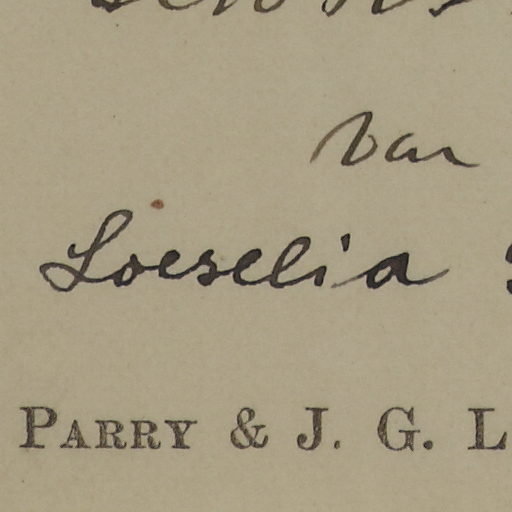 var
Loeselia
PARRY & J. G. L